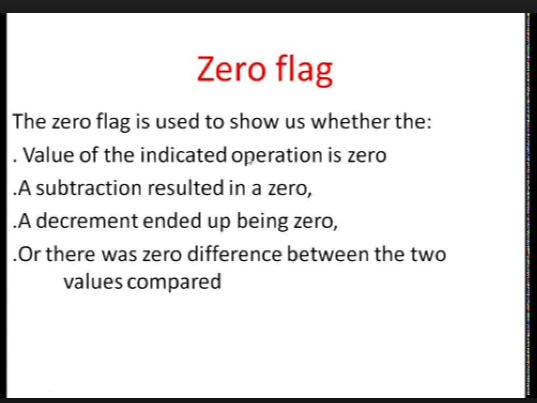 Zero flag
The zero flag is used to show us whether the:
. Value of the indicated operation is zero
.A subtraction resulted in a zero,
.A decrement ended up being zero,
.Or there was zero difference between the two
values compared